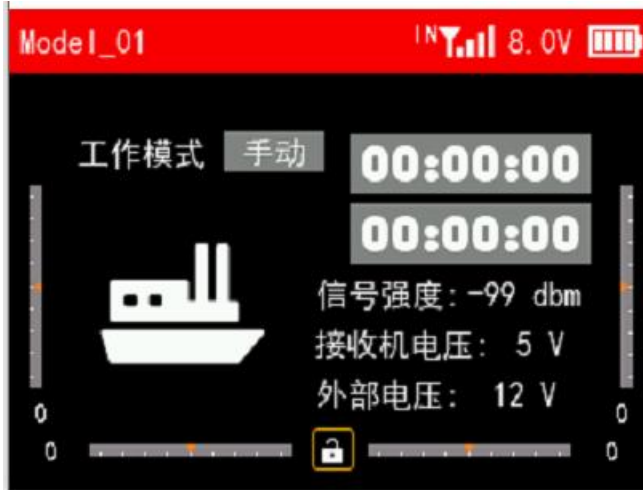 Model_01 IN 8.0V
工作模式 手动
00:00:00
00:00:00
信号强度:-99 dbm
接收机电压: 5 V
外部电压: 12 V
0 0
0 0